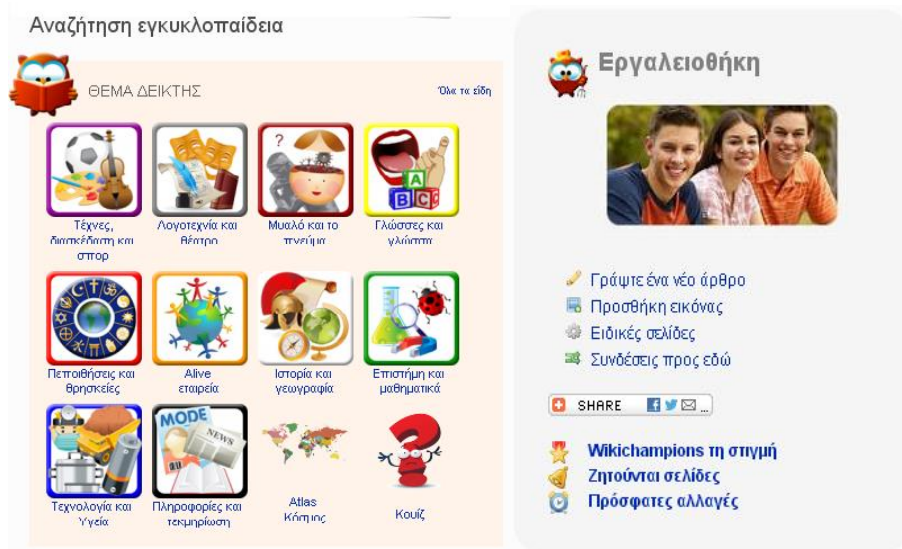 Αναζήτηση εγκυκλοπαίδεια
ΘΕΜΑ ΔΕΙΚΤΗΣ
Όλα τα είδη
Τέχνες,
διασκέδαση και
σπορ
Λογοτεχνία και
θέατρο
Μυαλό και το
πνεύμα
?
Γλώσσες και
γλώσσα
A
B C C
Πεποιθήσεις και
θρησκείες
Alive
εταιρεία
Ιστορία και
γεωγραφία
Επιστήμη και
μαθηματικά
Τεχνολογία και
Υγεία
MODE
NEWS
Πληροφορίες και
τεκμηρίωση
Atlas
Κόσμος
Κουίζ
Εργαλειοθήκη
Γράψτε ένα νέο άρθρο
Προσθήκη εικόνας
Ειδικές σελίδες
Συνδέσεις προς εδώ
SHARE ...
Wikichampions τη στιγμή
Ζητούνται σελίδες
Πρόσφατες αλλαγές